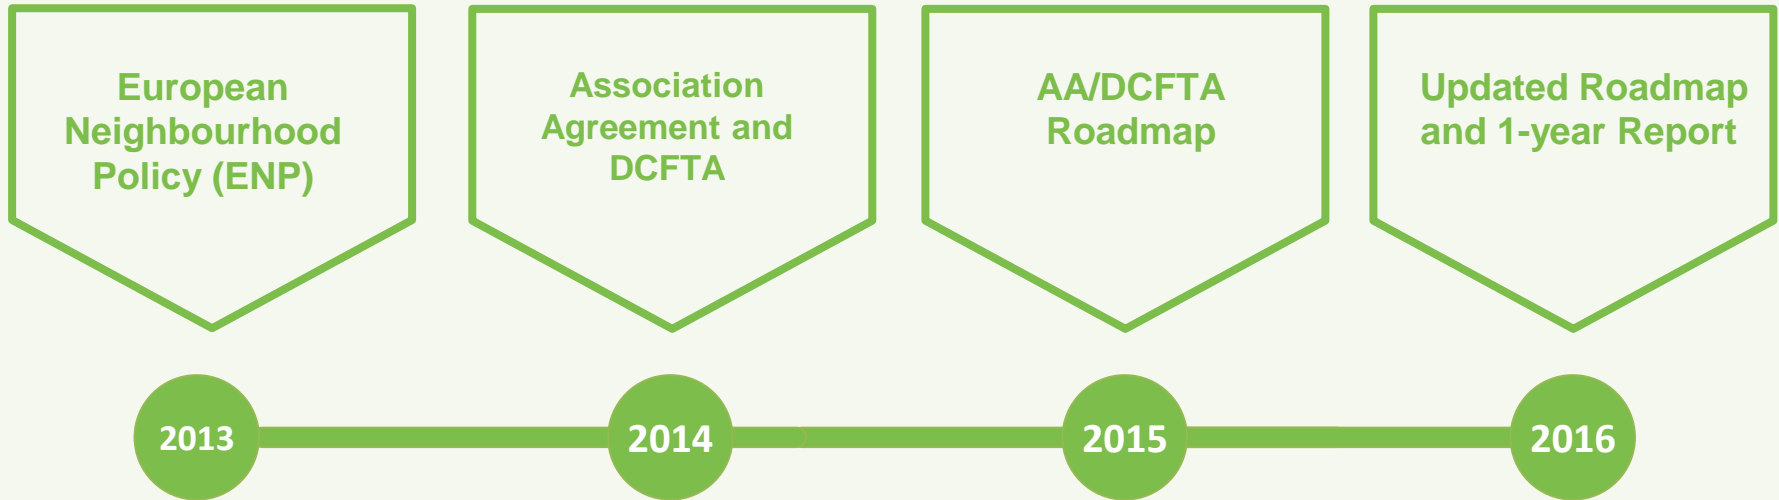 European
Neighbourhood
Policy (ENP)
Association
Agreement and
DCFTA
AA/DCFTA
Roadmap
Updated Roadmap
and 1-year Report
2013
2014
2015
2016